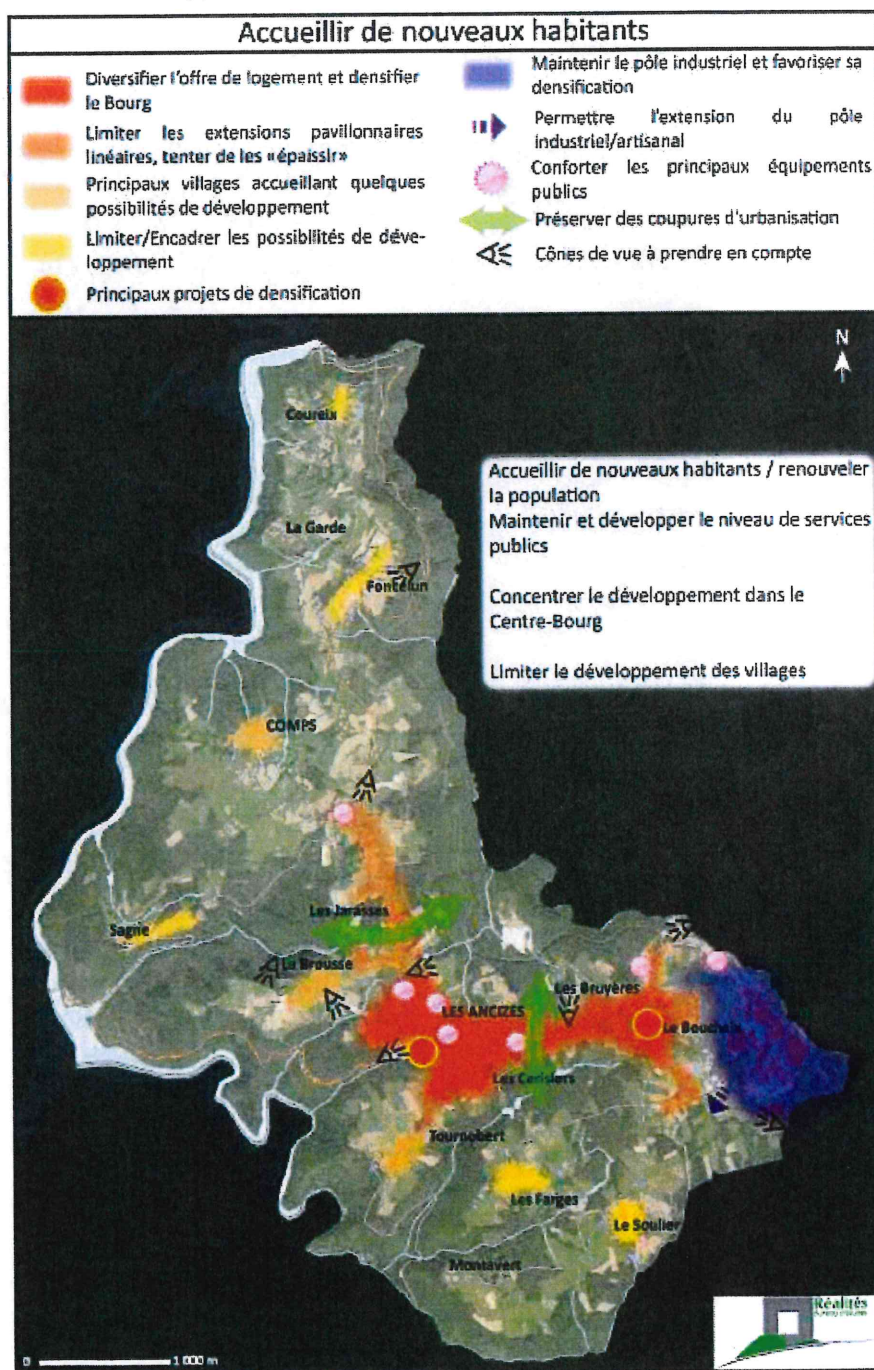 Accueillir de nouveaux habitants
Diversifier l'offre de logement et densifier
le Bourg
Limiter les extensions pavillonnaires
linéaires, tenter de les «épaissir»
Principaux villages accueillant quelques
possibilités de développement
Limiter/Encadrer les possibilités de déve-
loppement
Principaux projets de densification
Maintenir le pôle industriel et favoriser sa
densification
Permettre l'extension du pôle
industriel/artisanal
Conforter les principaux équipements
publics
Préserver des coupures d'urbanisation
Cônes de vue à prendre en compte
N
Accueillir de nouveaux habitants / renouveler
la population
Maintenir et développer le niveau de services
publics
Concentrer le développement dans le
Centre-Bourg
Limiter le développement des villages
Coureix
La Garde
Fontélun
COMPS
Les Jarasses
Sagne
La Brousse
Les Bruyères
LES ANCIZES
Le Bouchet
Les Cerisiers
Tournobert
Les Farges
Le Soulier
Montavert
Réalités
0 1 000 m